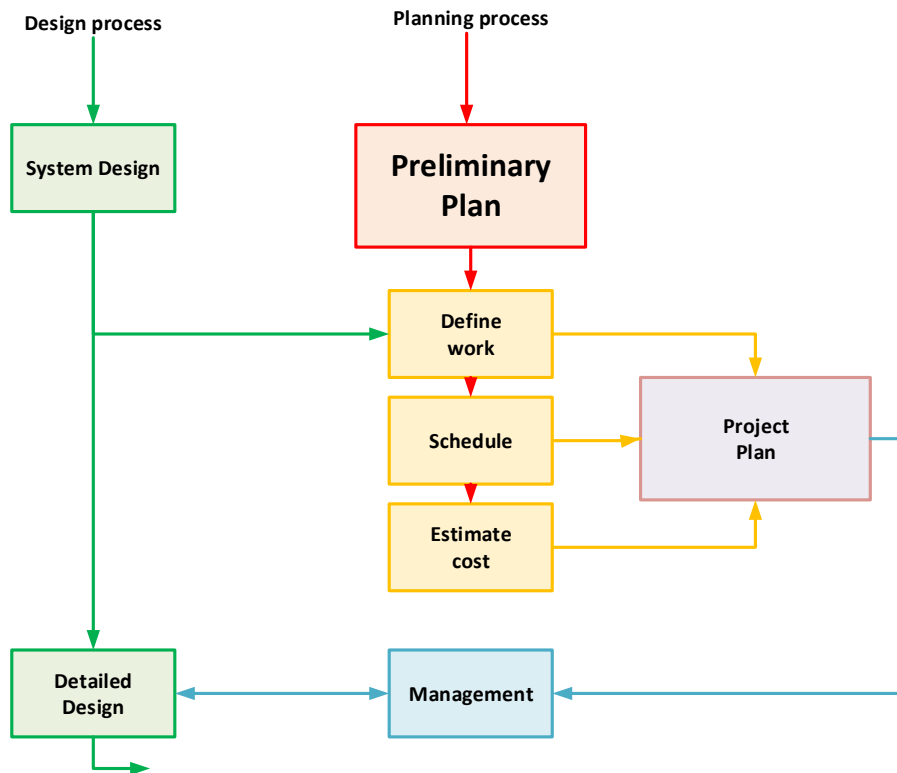 Design process
Planning process
System Design
Preliminary
Plan
Define
work
Schedule
Project
Plan
Estimate
cost
Detailed
Design
Management